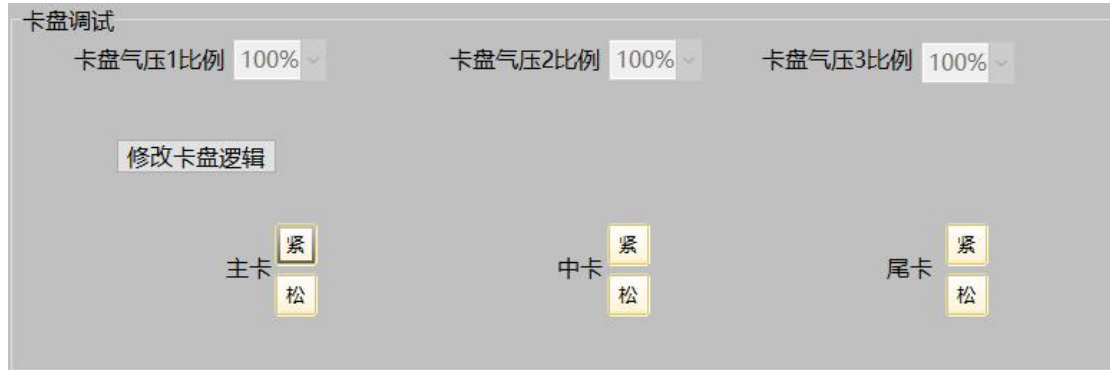 卡盘调试
卡盘气压1比例 100% 卡盘气压2比例 100% 卡盘气压3比例 100%
修改卡盘逻辑
紧 紧 紧
主卡 中卡 尾卡
松 松 松